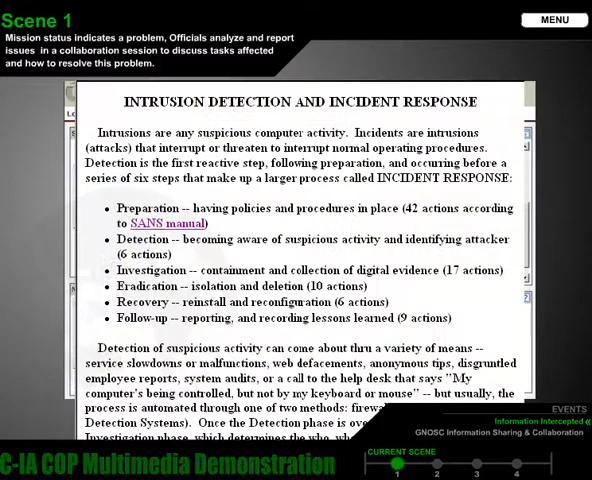 Scene 1
MENU
Mission status indicates a problem, Officials analyze and report
issues in a collaboration session to discuss tasks affected
and how to resolve this problem.
INTRUSION DETECTION AND INCIDENT RESPONSE
Intrusions are any suspicious computer activity. Incidents are intrusions
(attacks) that interrupt or threaten to interrupt normal operating procedures.
Detection is the first reactive step, following preparation, and occurring before a
series of six steps that make up a larger process called INCIDENT RESPONSE:
• Preparation -- having policies and procedures in place (42 actions according
to SANS manual)
• Detection -- becoming aware of suspicious activity and identifying attacker
(6 actions)
• Investigation -- containment and collection of digital evidence (17 actions)
• Eradication -- isolation and deletion (10 actions)
• Recovery -- reinstall and reconfiguration (6 actions)
• Follow-up -- reporting, and recording lessons learned (9 actions)
Detection of suspicious activity can come about thru a variety of means --
service slowdowns or malfunctions, web defacements, anonymous tips, disgruntled
employee reports, system audits, or a call to the help desk that says "My
computer's being controlled, but not by my keyboard or mouse" -- but usually, the
process is automated through one of two methods:
Detection Systems). Once the Detection phase is
Investigation phase, which determines the who,
EVENTS
Information Intercepted «
GNOSC Information Sharing & Collaboration
C-IA COP Multimedia Demonstration
CURRENT SCENE
1 2 3 4